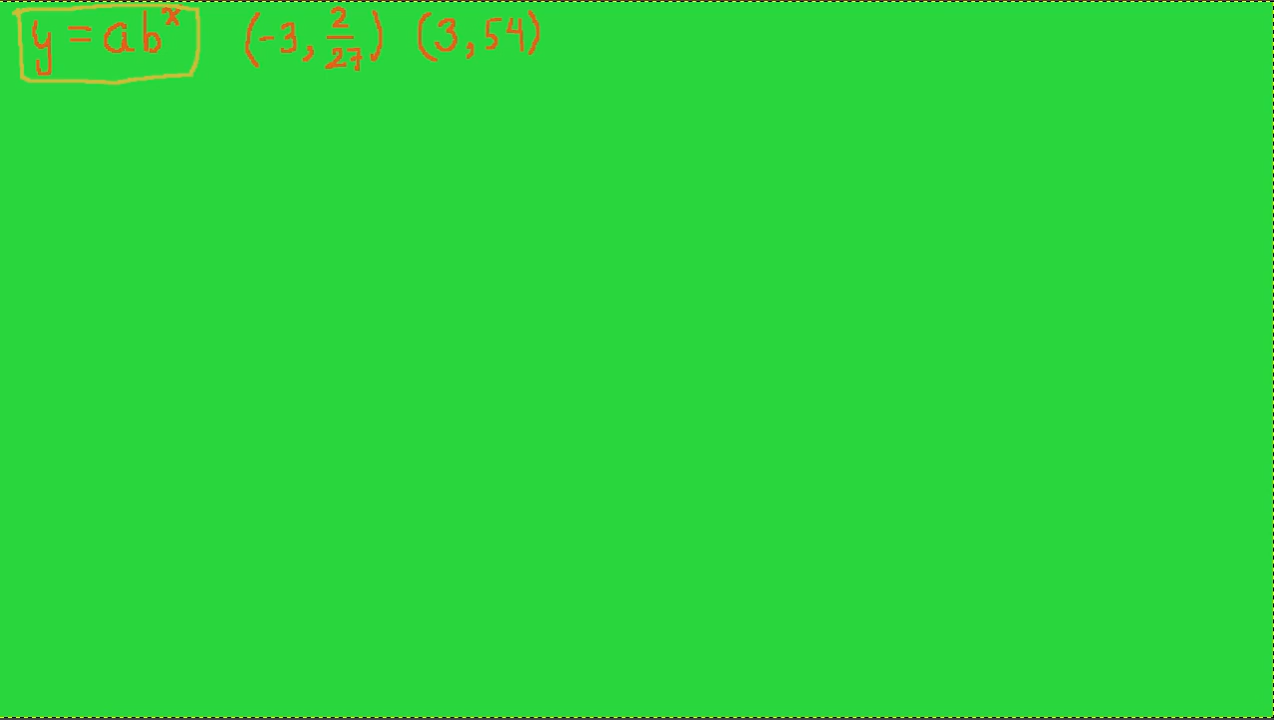 y = ab^x (-3, 2/27) (3, 54)